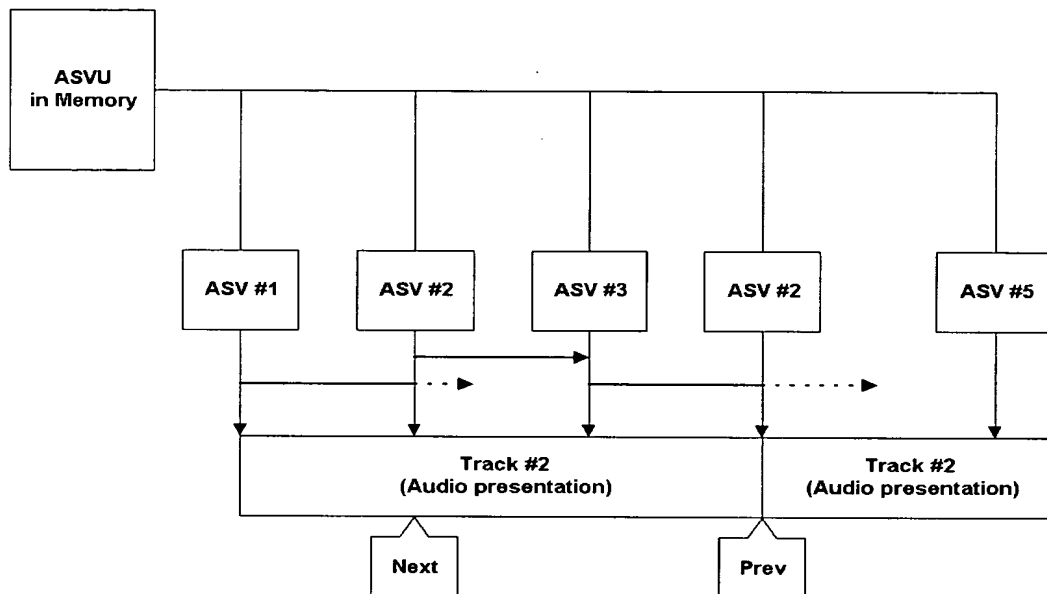 ASVU
in Memory
ASV #1
ASV #2
ASV #3
ASV #2
ASV #5
Track #2
(Audio presentation)
Track #2
(Audio presentation)
Next
Prev